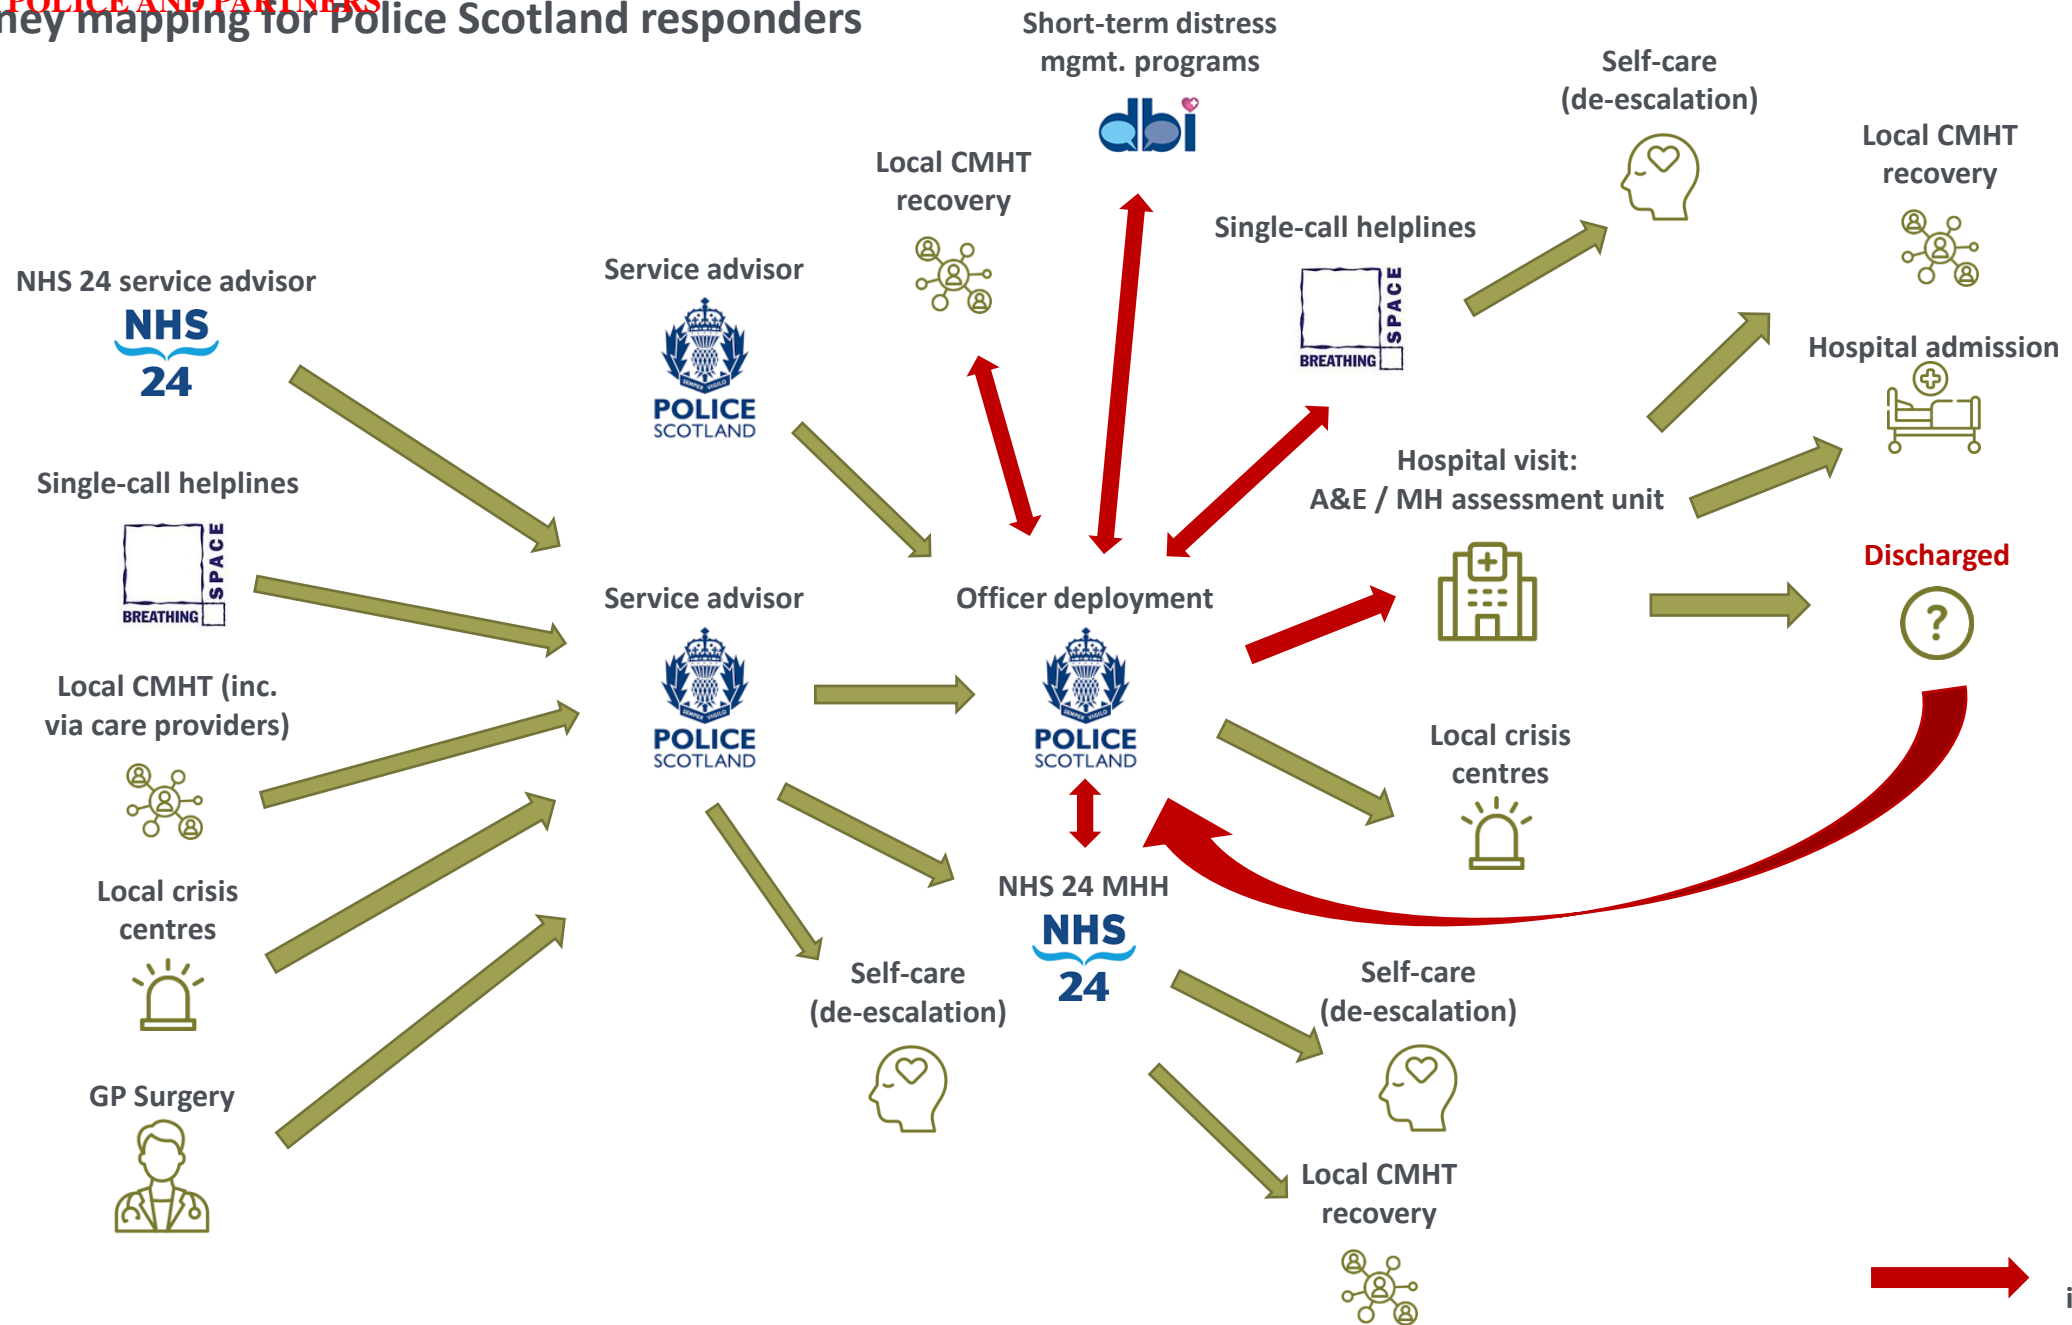 POLICE AND PARTNERS
ney mapping for Police Scotland responders
Short-term distress
mgmt. programs
dbi
Self-care
(de-escalation)
Local CMHT
recovery
Local CMHT
recovery
Single-call helplines
BREATHING
SPACE
NHS 24 service advisor
NHS
24
Service advisor
POLICE
SCOTLAND
Hospital admission
Single-call helplines
BREATHING
SPACE
Hospital visit:
A&E / MH assessment unit
Discharged
?
Service advisor
POLICE
SCOTLAND
Officer deployment
POLICE
SCOTLAND
Local CMHT (inc.
via care providers)
Local crisis
centres
Local crisis
centres
NHS 24 MHH
NHS
24
Self-care
(de-escalation)
Self-care
(de-escalation)
GP Surgery
Local CMHT
recovery
i